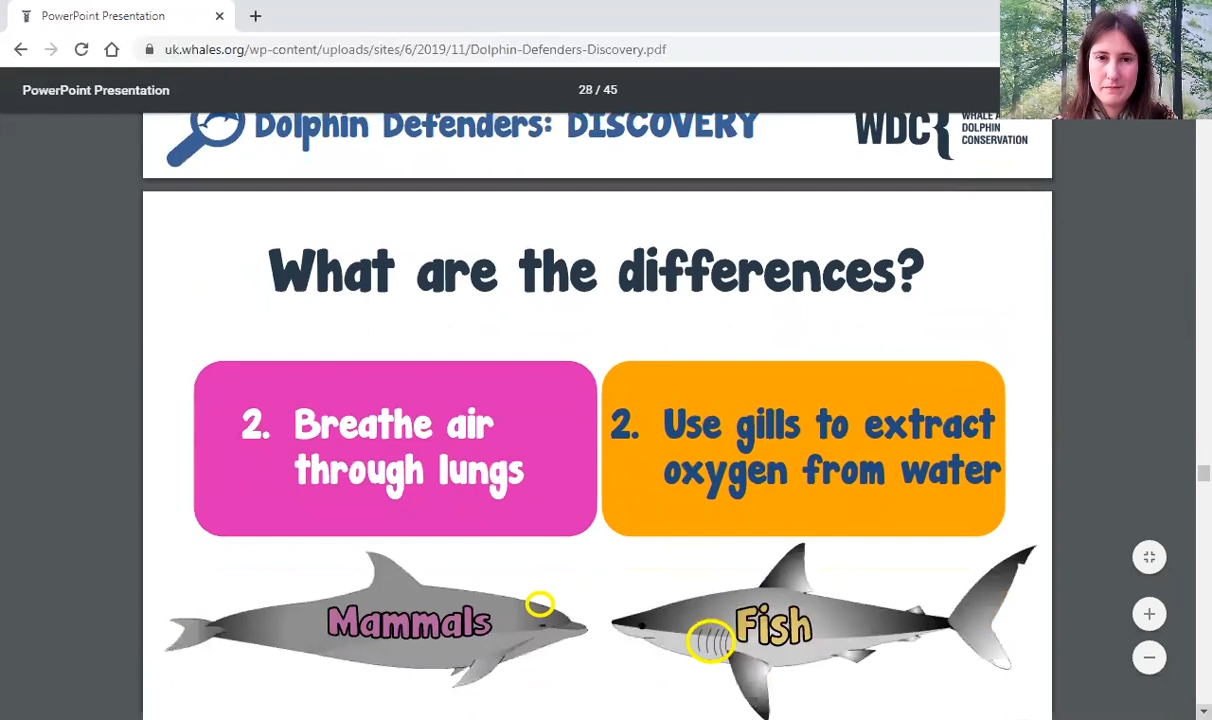 PowerPoint Presentation
uk.whales.org/wp-content/uploads/sites/6/2019/11/Dolphin-Defenders-Discovery.pdf
PowerPoint Presentation
28 / 45
Dolphin Defenders: DISCOVERY
WDC
DOLPHIN
CONSERVATION
What are the differences?
2. Breathe air
through lungs
2. Use gills to extract
oxygen from water
Mammals
Fish